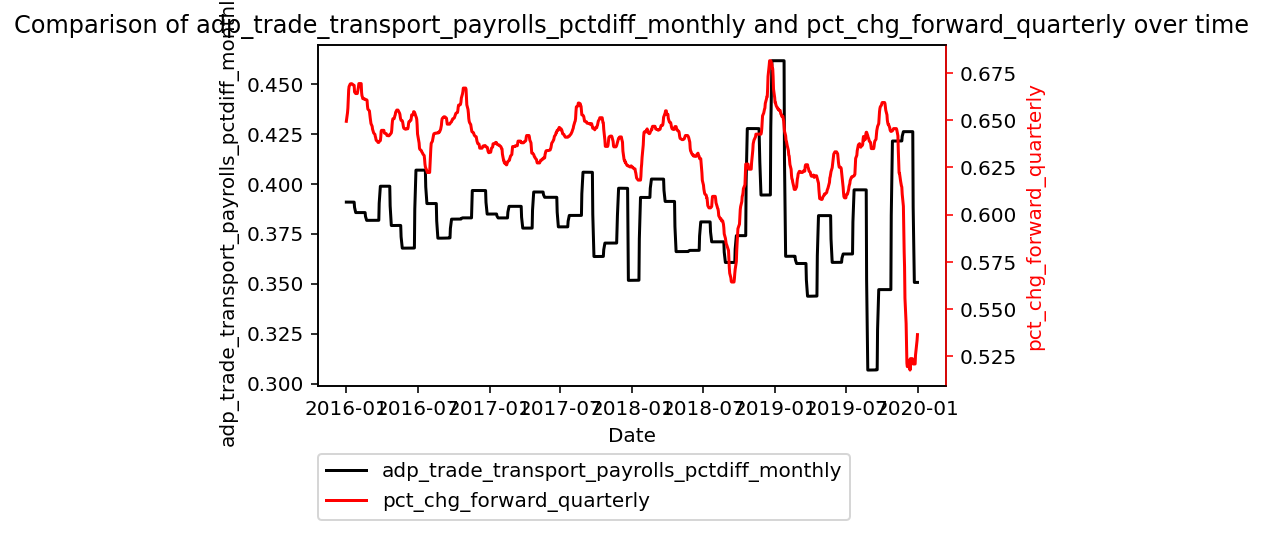 Comparison of adp_trade_transport_payrolls_pctdiff_monthly and pct_chg_forward_quarterly over time
adp_trade_transport_payrolls_pctdiff_monthly
0.450
0.425
0.400
0.375
0.350
0.325
0.300
0.675
0.650
0.625
0.600
0.575
0.550
0.525
pct_chg_forward_quarterly
2016-01 2016-07 2017-01 2017-07 2018-01 2018-07 2019-01 2019-07 2020-01
Date
adp_trade_transport_payrolls_pctdiff_monthly
pct_chg_forward_quarterly